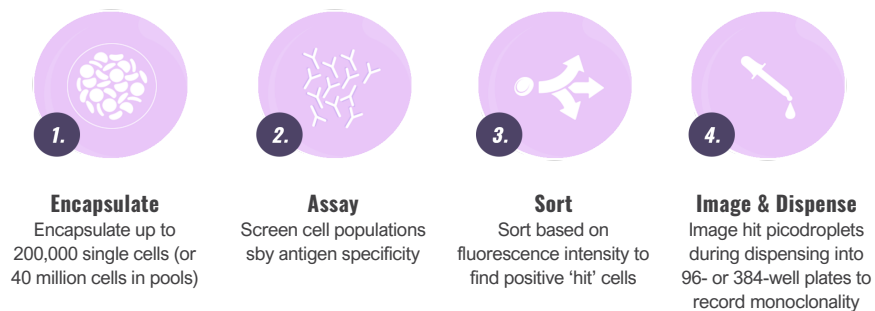 1.
Encapsulate
Encapsulate up to
200,000 single cells (or
40 million cells in pools)
2.
Assay
Screen cell populations
sby antigen specificity
3.
Sort
Sort based on
fluorescence intensity to
find positive ‘hit’ cells
4.
Image & Dispense
Image hit picodroplets
during dispensing into
96- or 384-well plates to
record monoclonality